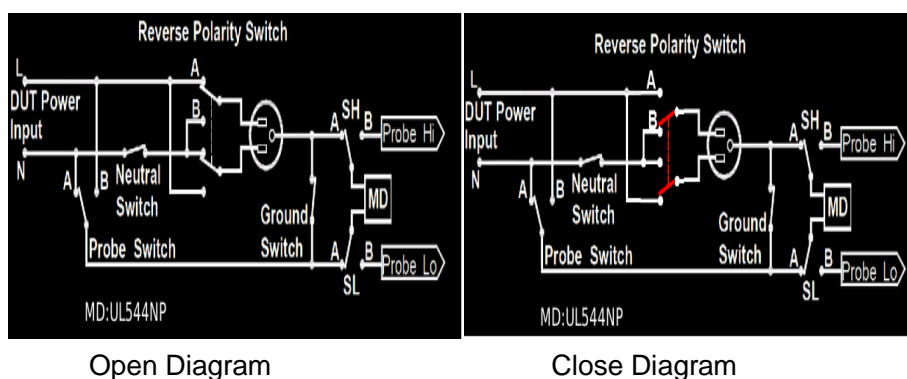 Reverse Polarity Switch
L
A
DUT Power
Input
B
N
A
B
Neutral
Switch
Probe Switch
Ground
Switch
A
SH
B
Probe Hi
MD
A
B
Probe Lo
SL
MD:UL544NP
Open Diagram
Reverse Polarity Switch
L
A
DUT Power
Input
B
N
A
B
Neutral
Switch
Probe Switch
Ground
Switch
A
SH
B
Probe Hi
MD
A
B
Probe Lo
SL
MD:UL544NP
Close Diagram